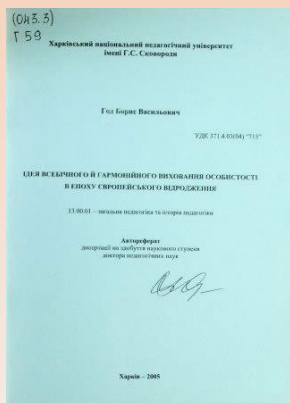 (043.3)
Г 59
Харківський національний педагогічний університет
імені Г.С. Сковороди
Год Борис Васильович
УДК 371.4.03(04) "713"
ІДЕЯ ВСЕБІЧНОГО Й ГАРМОНІЙНОГО ВИХОВАННЯ ОСОБИСТОСТІ
В ЕПОХУ ЄВРОПЕЙСЬКОГО ВІДРОДЖЕННЯ
13.00.01 – загальна педагогіка та історія педагогіки
Автореферат
дисертації на здобуття наукового ступеня
доктора педагогічних наук
Харків – 2005